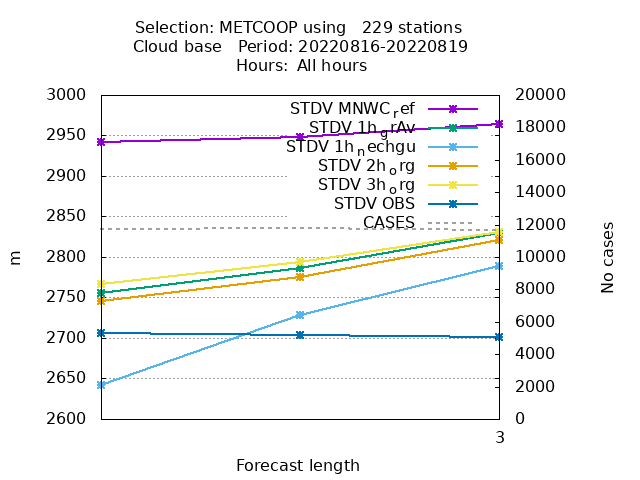 Selection: METCOOP using   229 stations
Cloud base   Period: 20220816-20220819
Hours:  All hours
3000
2950
2900
2850
2800
2750
2700
2650
2600
m
STDV MNWC_ref
STDV 1h_grAv
STDV 1h_nechgu
STDV 2h_org
STDV 3h_org
STDV OBS
CASES
20000
18000
16000
14000
12000
10000
8000
6000
4000
2000
0
No cases
3
Forecast length